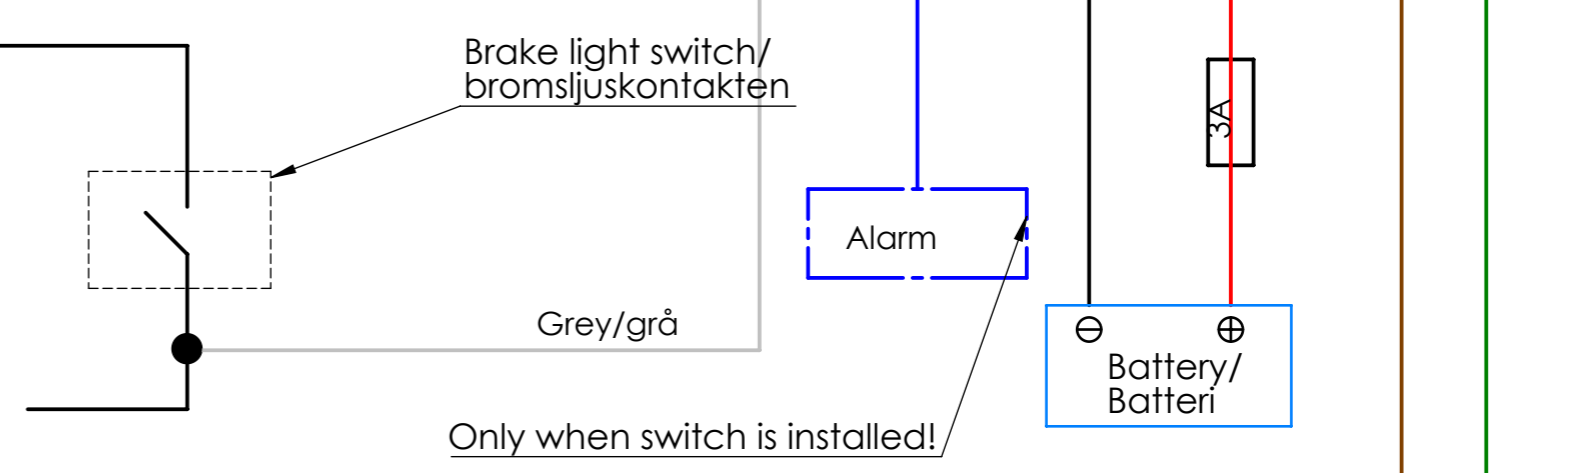 Brake light switch/
bromsljuskontakten
3A
Alarm
Grey/grå
Battery/
Batteri
Only when switch is installed!